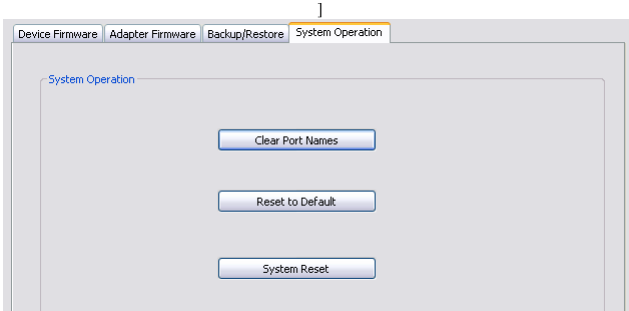 ]
Device Firmware Adapter Firmware Backup/Restore System Operation
System Operation
Clear Port Names
Reset to Default
System Reset